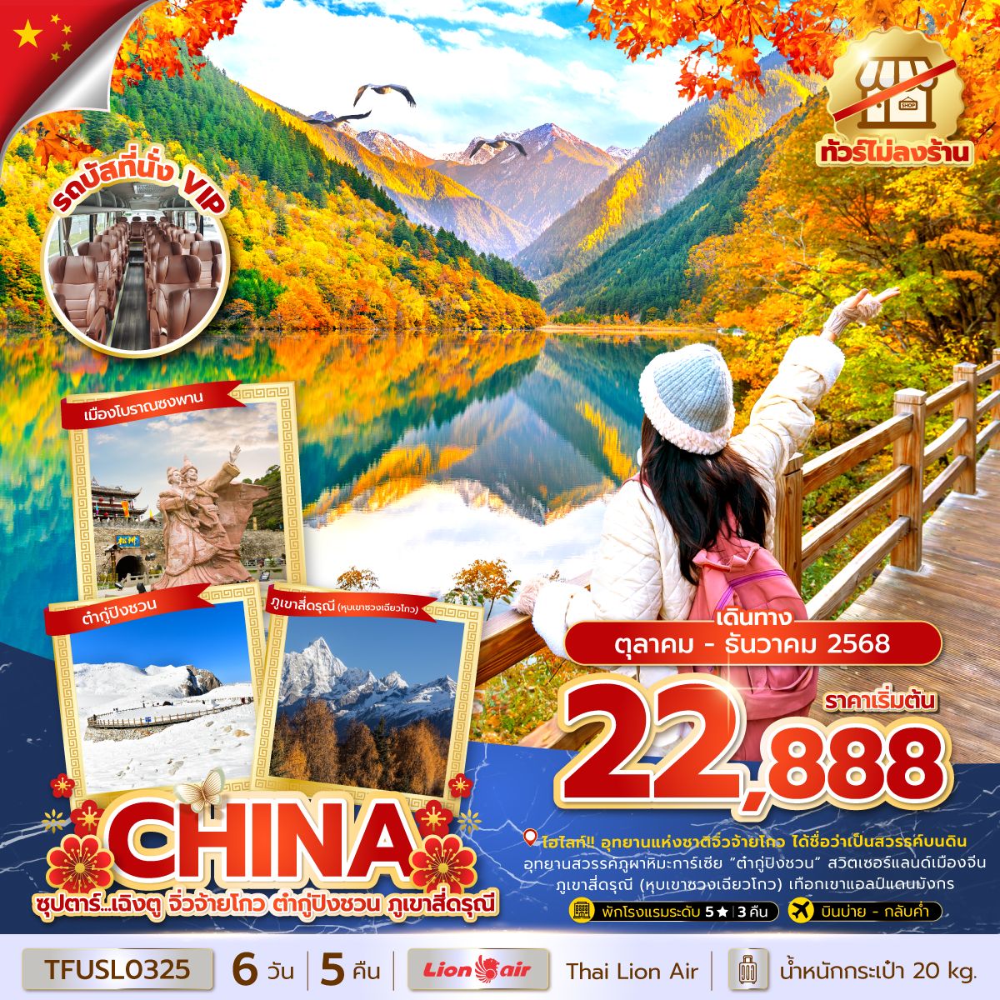 SHOP
ทัวร์ไม่ลงร้าน
รถบัสที่นั่ง VIP
เมืองโบราณซงพาน
松州
ต๋ากู่ปิงชวน
ภูเขาสี่ดรุณี (หุบเขาซวงเฉียวโกว)
เดินทาง
ตุลาคม - ธันวาคม 2568
ราคาเริ่มต้น
22,888
CHINA
ซุปตาร์...เฉิงตู จิ่วจ้ายโกว ต๋ากู่ปิงชวน ภูเขาสี่ดรุณี
ไฮไลท์!! อุทยานแห่งชาติจิ่วจ้ายโกว ได้ชื่อว่าเป็นสวรรค์บนดิน
อุทยานสวรรค์ภูผาหิมะการ์เซีย “ต๋ากู่ปิงชวน” สวิตเซอร์แลนด์เมืองจีน
ภูเขาสี่ดรุณี (หุบเขาซวงเฉียวโกว) เทือกเขาแอลป์แดนมังกร
พักโรงแรมระดับ 5★ | 3 คืน
บินบ่าย - กลับค่ำ
TFUSL0325
6 วัน | 5 คืน
Lion air
Thai Lion Air
น้ำหนักกระเป๋า 20 kg.